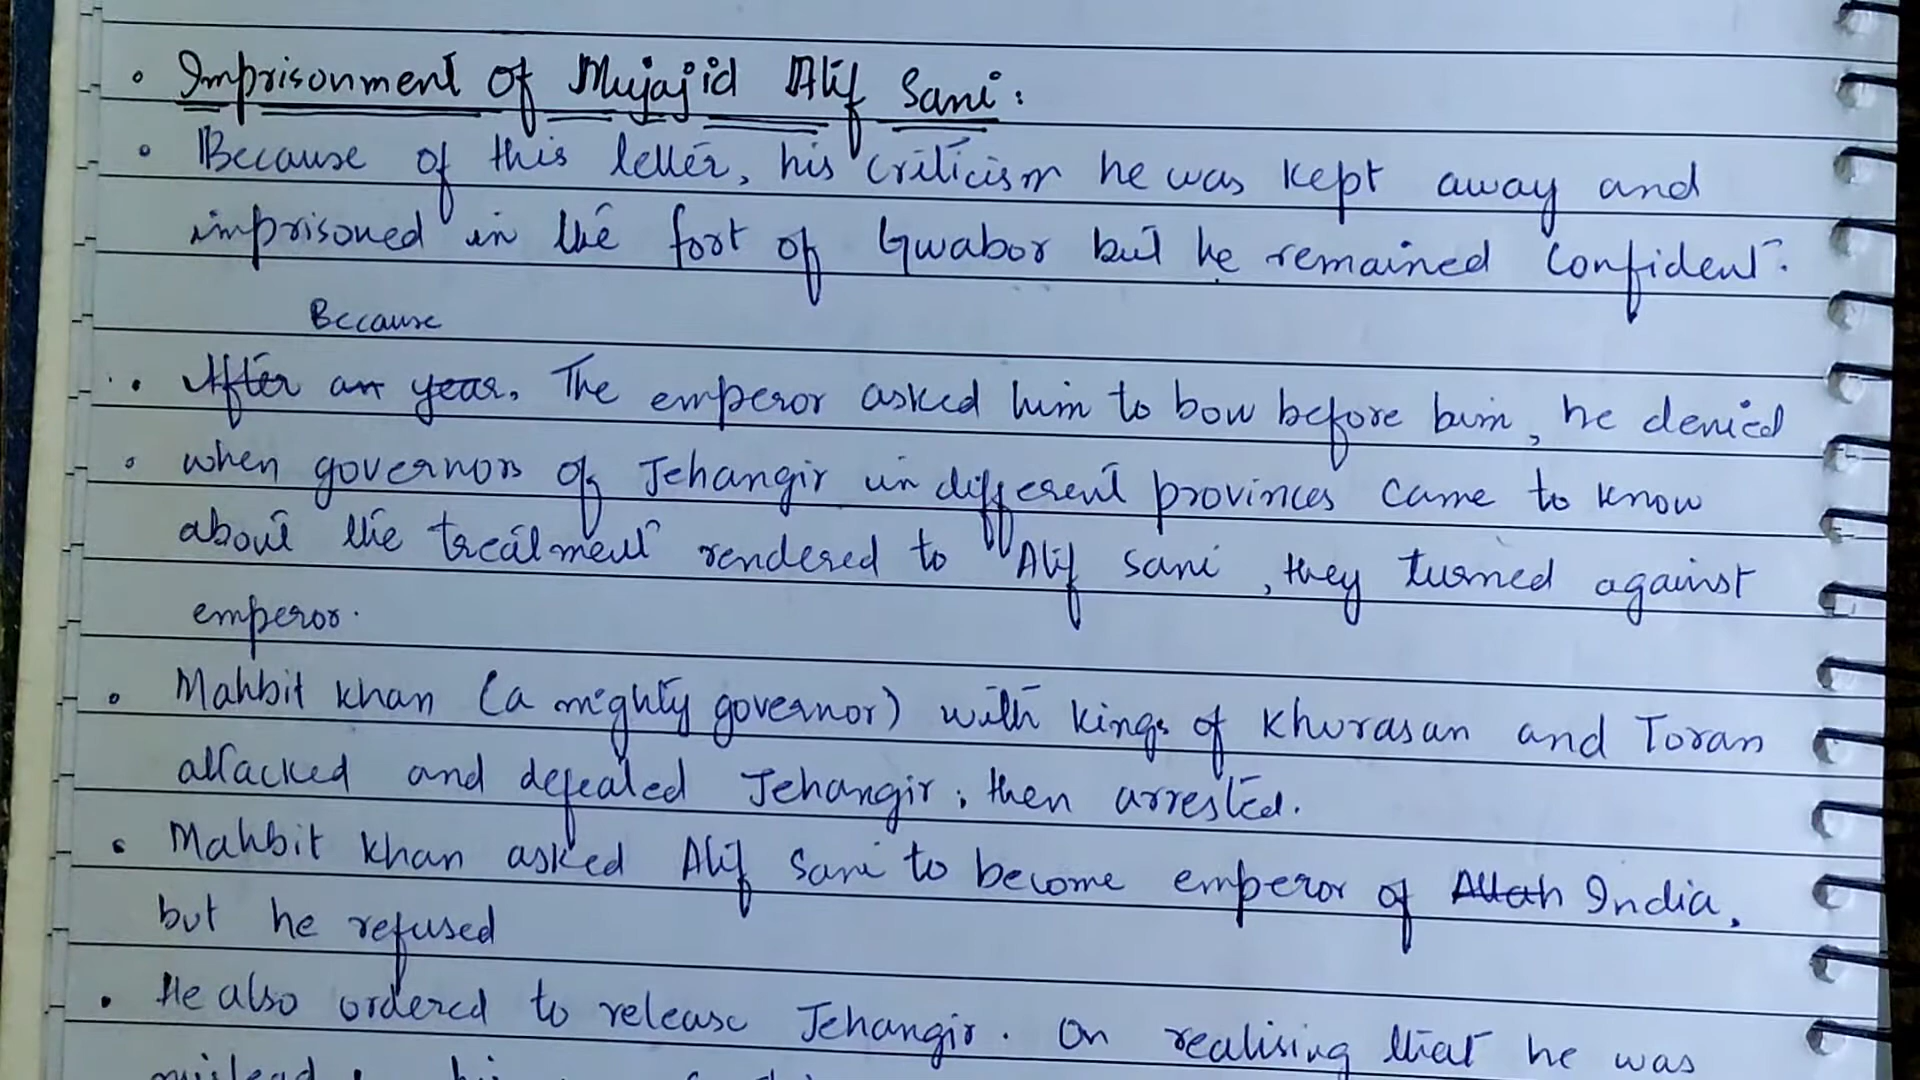 • Imprisonment of Mujajid Alif Sani:
• Because of this letter, his criticism he was kept away and
imprisoned in the fort of Gwabor but he remained confident.
Because
• After an year. The emperor asked him to bow before him, he denied
• when governors of Jehangir in different provinces came to know
about the treatment rendered to Alif Sani, they turned against
emperor.
• Mahbit Khan (a mighty governor) with kings of Khurasan and Toran
attacked and defeated Jehangir; then arrested.
• Mahbit Khan asked Alif Sani to become emperor of Allah India,
but he refused
• He also ordered to release Jehangir. On realising that he was